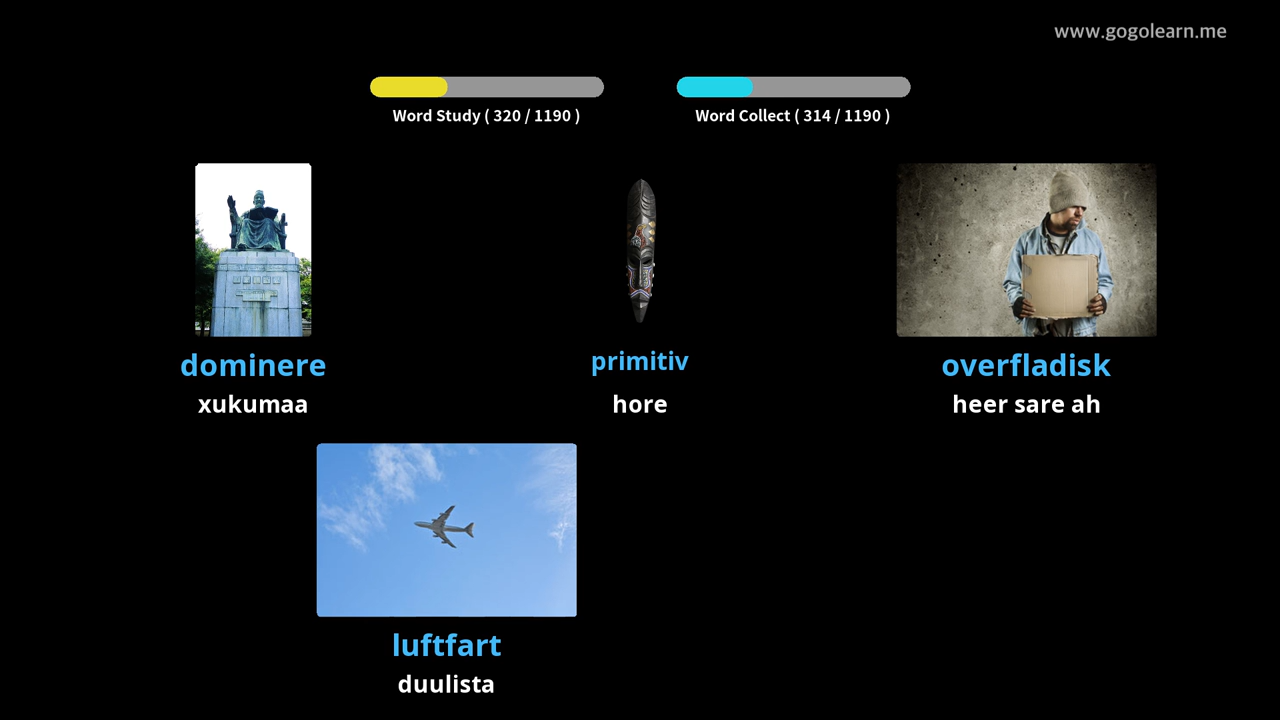 www.gogolearn.me
Word Study ( 320 / 1190 )
Word Collect ( 314 / 1190 )
dominere
xukumaa
primitiv
hore
overfladisk
heer sare ah
luftfart
duulista